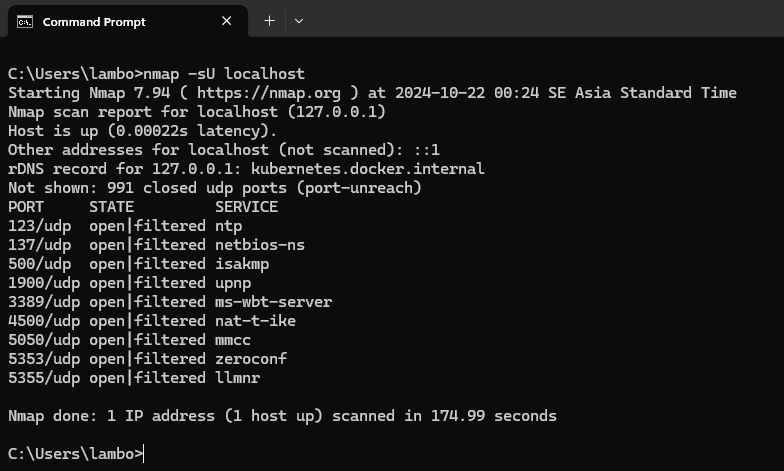 Command Prompt
C:\Users\lambo>nmap -sU localhost
Starting Nmap 7.94 ( https://nmap.org ) at 2024-10-22 00:24 SE Asia Standard Time
Nmap scan report for localhost (127.0.0.1)
Host is up (0.00022s latency).
Other addresses for localhost (not scanned): ::1
rDNS record for 127.0.0.1: kubernetes.docker.internal
Not shown: 991 closed udp ports (port-unreach)
PORT     STATE         SERVICE
123/udp  open|filtered ntp
137/udp  open|filtered netbios-ns
500/udp  open|filtered isakmp
1900/udp open|filtered upnp
3389/udp open|filtered ms-wbt-server
4500/udp open|filtered nat-t-ike
5050/udp open|filtered mmcc
5353/udp open|filtered zeroconf
5355/udp open|filtered llmnr
Nmap done: 1 IP address (1 host up) scanned in 174.99 seconds
C:\Users\lambo>